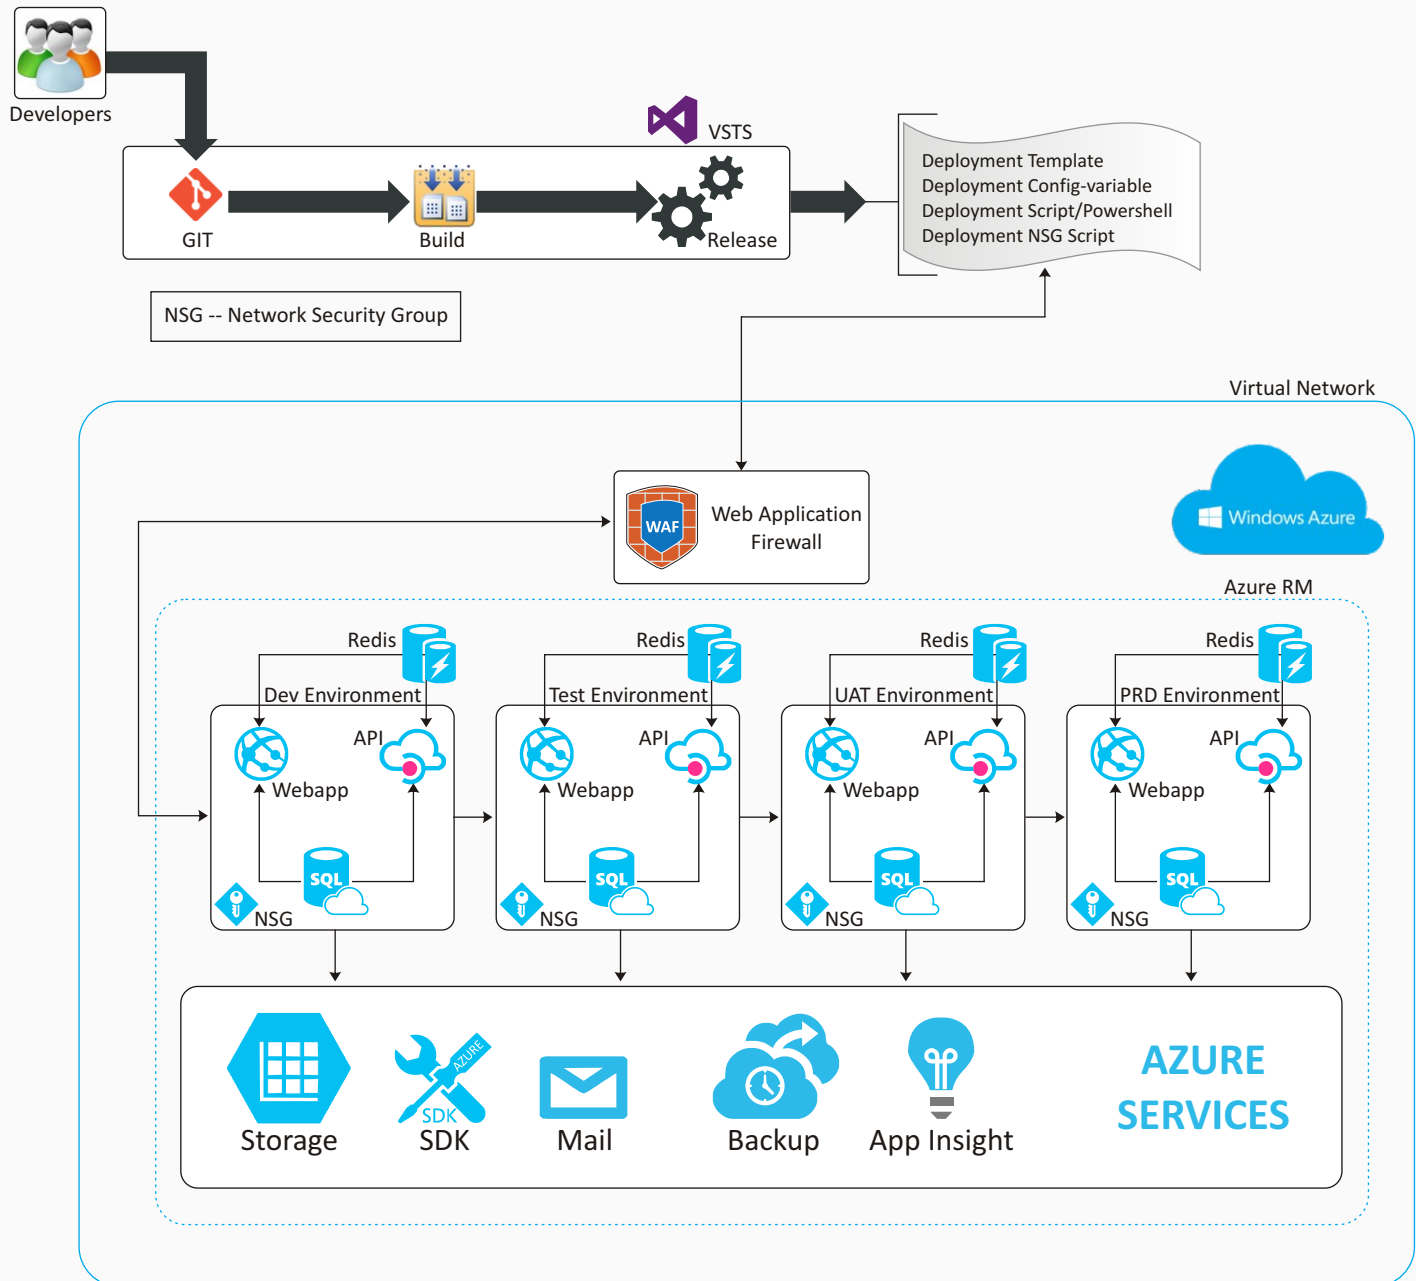 Developers
VSTS
GIT
Build
Release
Deployment Template
Deployment Config-variable
Deployment Script/Powershell
Deployment NSG Script
NSG -- Network Security Group
Virtual Network
WAF
Web Application
Firewall
Windows Azure
Azure RM
Redis
Redis
Redis
Redis
Dev Environment
Test Environment
UAT Environment
PRD Environment
API
API
API
API
Webapp
Webapp
Webapp
Webapp
SQL
SQL
SQL
SQL
NSG
NSG
NSG
NSG
AZURE
SDK
Storage
SDK
Mail
Backup
App Insight
AZURE
SERVICES